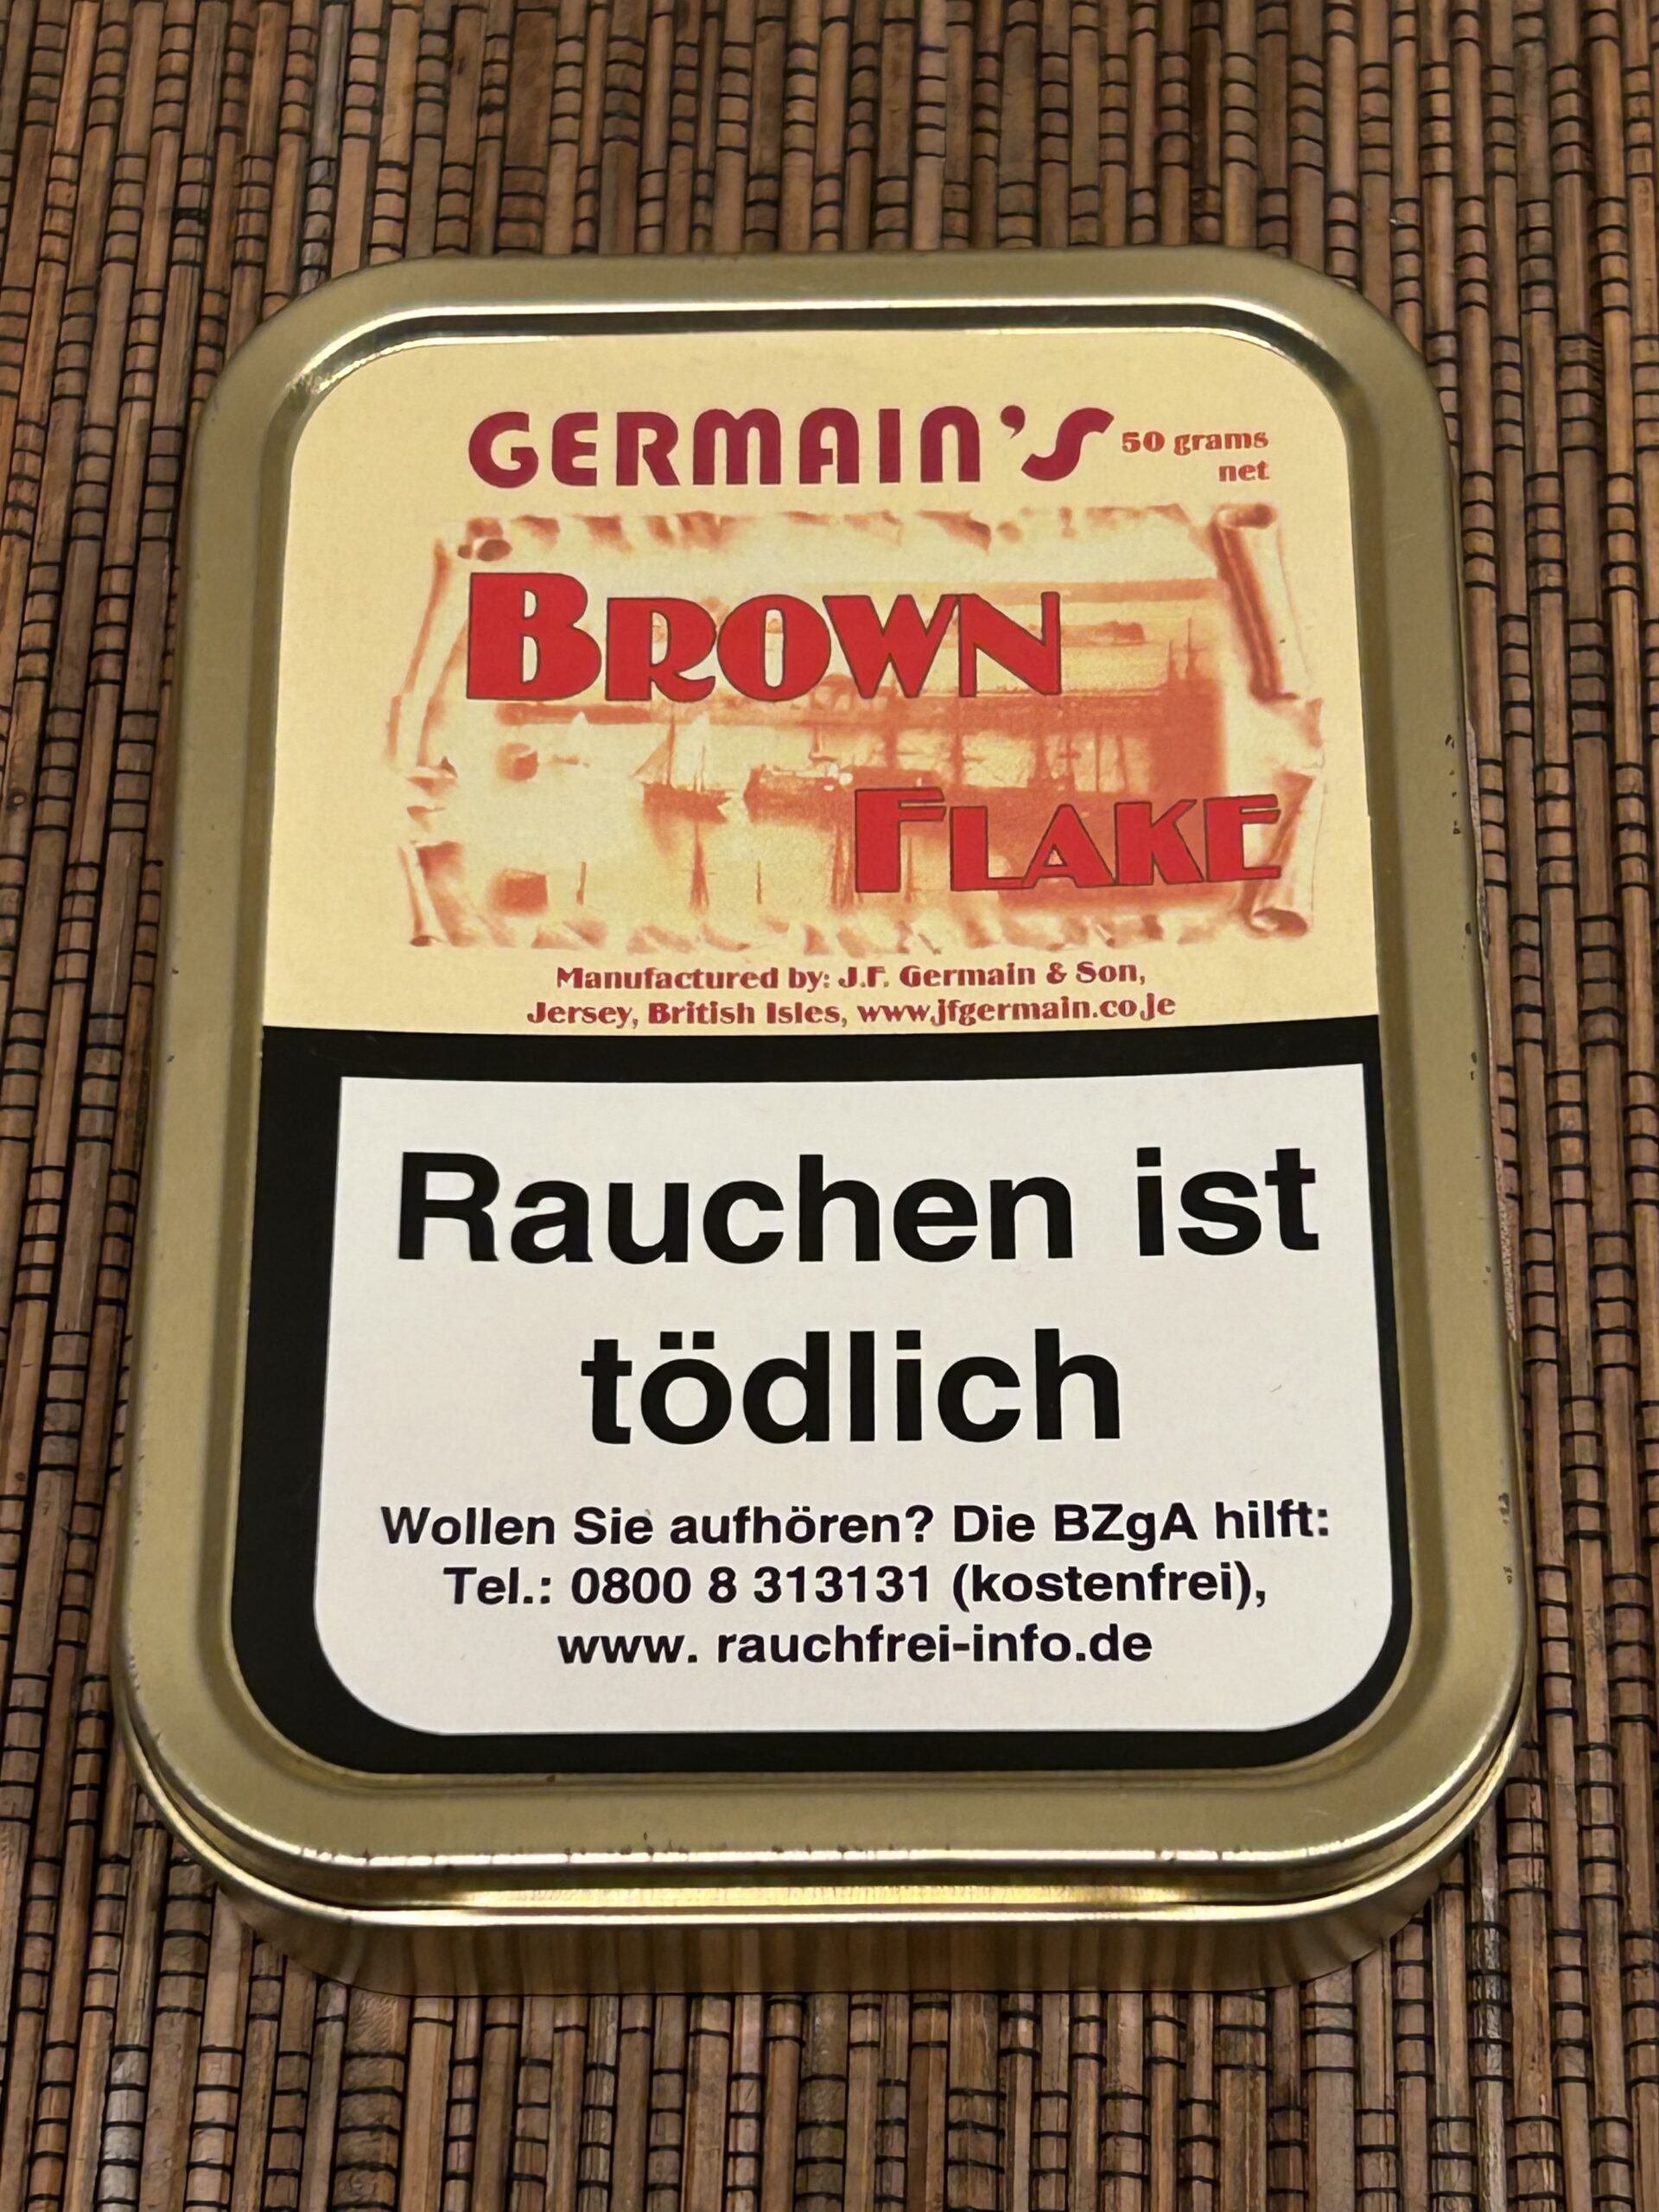 GERMAIN'S
50 grams
net
BROWN
FLAKE
Manufactured by: J.F. Germain & Son,
Jersey, British Isles, www.jfgermain.co.je
Rauchen ist
tödlich
Wollen Sie aufhören? Die BZgA hilft:
Tel.: 0800 8 313131 (kostenfrei),
www. rauchfrei-info.de